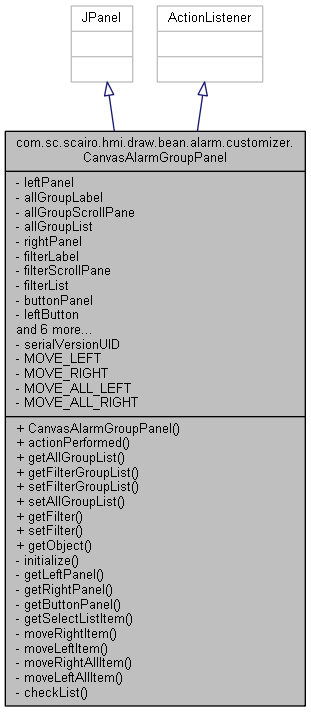 JPanel
ActionListener
com.sc.scairo.hmi.draw.bean.alarm.customizer.
CanvasAlarmGroupPanel
- leftPanel
- allGroupLabel
- allGroupScrollPane
- allGroupList
- rightPanel
- filterLabel
- filterScrollPane
- filterList
- buttonPanel
- leftButton
and 6 more...
- serialVersionUID
- MOVE_LEFT
- MOVE_RIGHT
- MOVE_ALL_LEFT
- MOVE_ALL_RIGHT
+ CanvasAlarmGroupPanel()
+ actionPerformed()
+ getAllGroupList()
+ getFilterGroupList()
+ setFilterGroupList()
+ setAllGroupList()
+ getFilter()
+ setFilter()
+ getObject()
- initialize()
- getLeftPanel()
- getRightPanel()
- getButtonPanel()
- getSelectListItem()
- moveRightItem()
- moveLeftItem()
- moveRightAllItem()
- moveLeftAllItem()
- checkList()